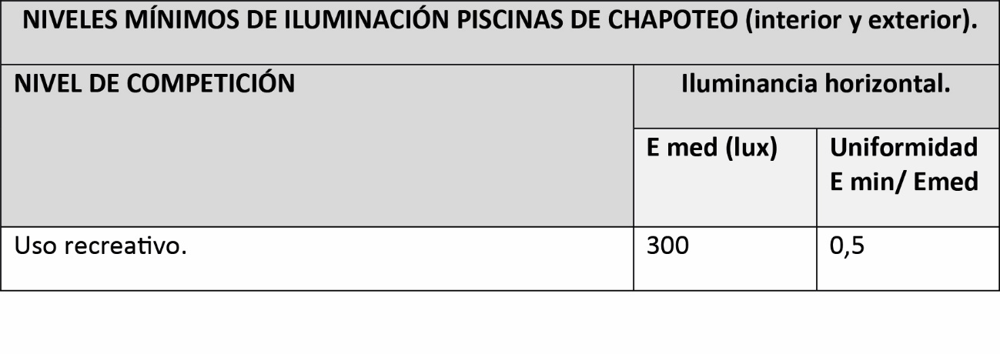 NIVELES MÍNIMOS DE ILUMINACIÓN PISCINAS DE CHAPOTEO (interior y exterior).
NIVEL DE COMPETICIÓN
Iluminancia horizontal.
E med (lux)
Uniformidad
E min/ Emed
Uso recreativo.
300
0,5